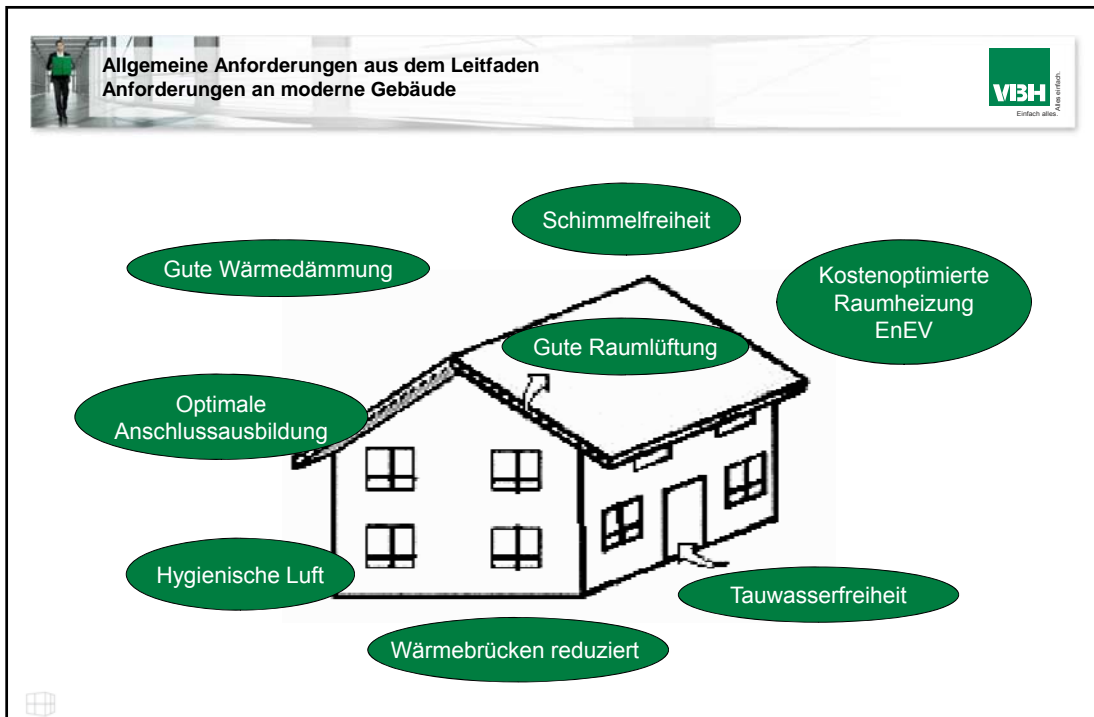 Allgemeine Anforderungen aus dem Leitfaden
Anforderungen an moderne Gebäude
VBH
Einfach alles.
Alles einfach.
Schimmelfreiheit
Gute Wärmedämmung
Kostenoptimierte
Raumheizung
EnEV
Gute Raumlüftung
Optimale
Anschlussausbildung
Hygienische Luft
Tauwasserfreiheit
Wärmebrücken reduziert